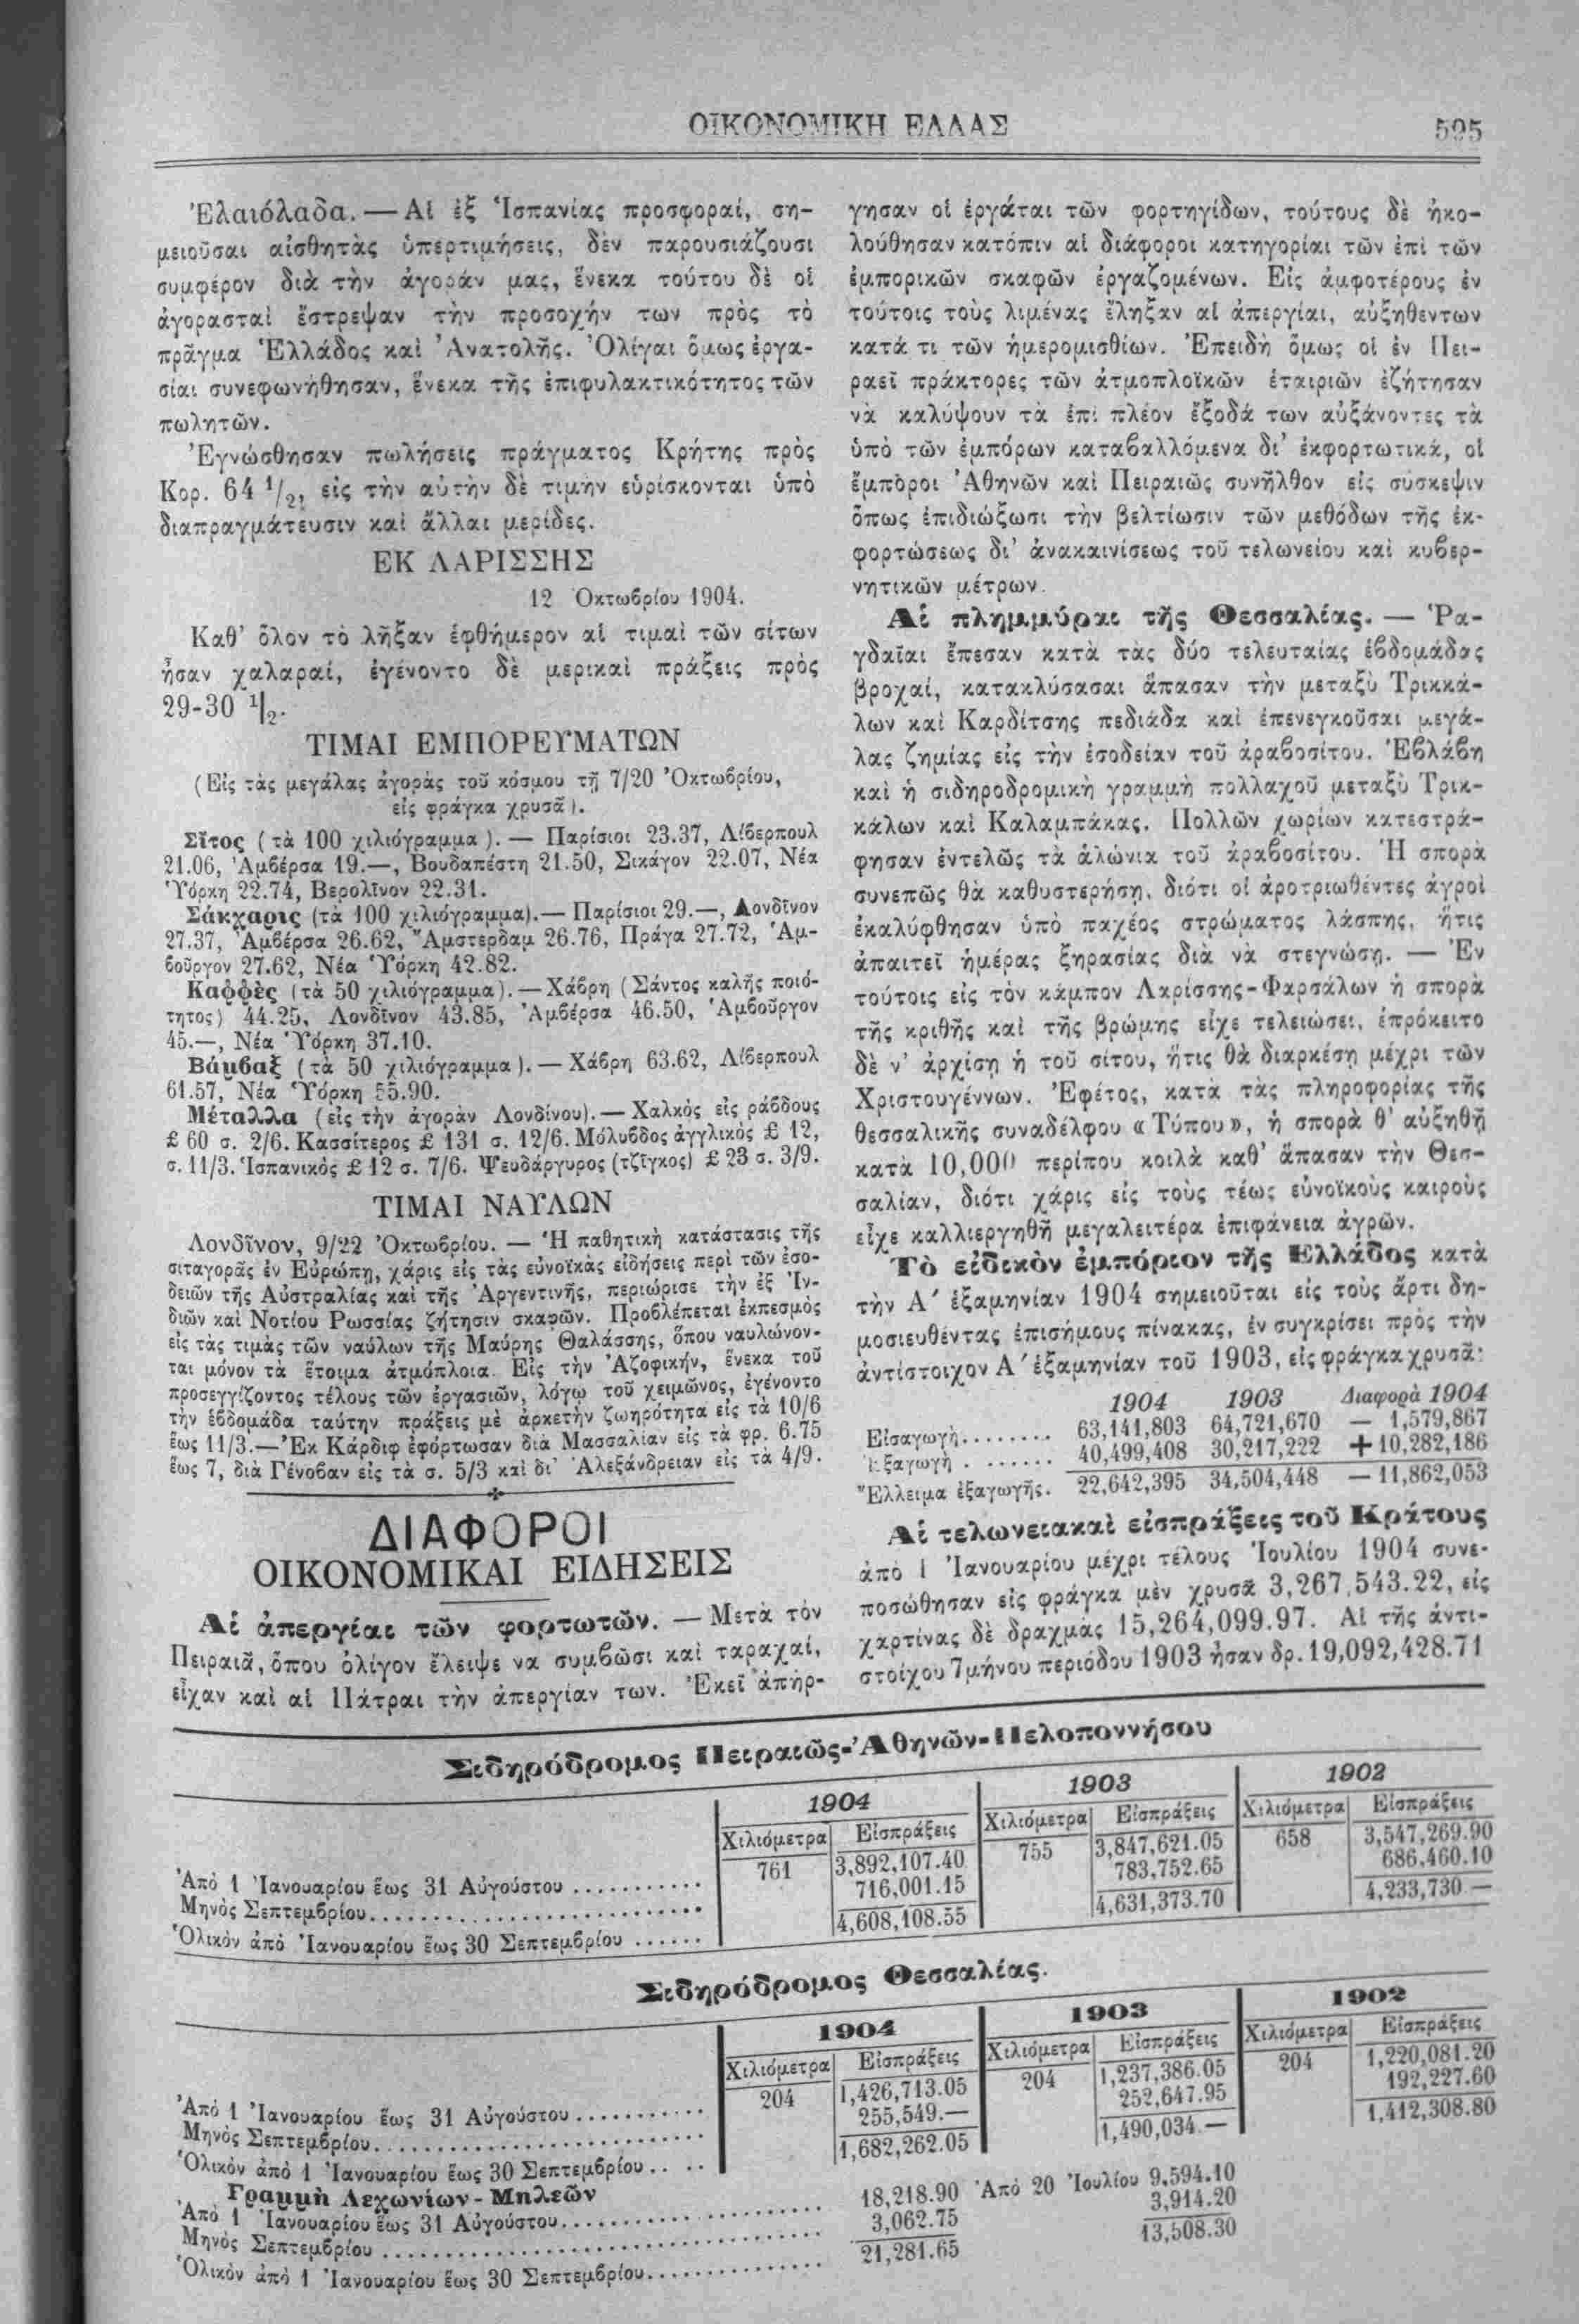 ΟΙΚΟΝΟΜΙΚΗ ΕΛΛΑΣ
595
Ἐλαιόλαδα. — Αἱ ἐξ Ἱσπανίας προσφοραί, ση-
μειοῦσαι αἰσθητὰς ὑπερτιμήσεις, δὲν παρουσιάζουσι
συμφέρον διὰ τὴν ἀγοράν μας, ἕνεκα τούτου δὲ οἱ
ἀγορασταὶ ἔστρεψαν τὴν προσοχήν των πρὸς τὸ
πρᾶγμα Ἑλλάδος καὶ Ἀνατολῆς. Ὀλίγαι ὅμως ἐργα-
σίαι συνεφωνήθησαν, ἕνεκα τῆς ἐπιφυλακτικότητος τῶν
πωλητῶν.
Ἐγνώσθησαν πωλήσεις πράγματος Κρήτης πρὸς
Κορ. 64 1/2, εἰς τὴν αὐτὴν δὲ τιμὴν εὑρίσκονται ὑπὸ
διαπραγμάτευσιν καὶ ἄλλαι μερίδες.
ΕΚ ΛΑΡΙΣΣΗΣ
12 Ὀκτωβρίου 1904.
Καθ' ὅλον τὸ λῆξαν ἑφθήμερον αἱ τιμαὶ τῶν σίτων
ἦσαν χαλαραί, ἐγένοντο δὲ μερικαὶ πράξεις πρὸς
29-30 1/2.
ΤΙΜΑΙ ΕΜΠΟΡΕΥΜΑΤΩΝ
(Εἰς τὰς μεγάλας ἀγορὰς τοῦ κόσμου τῇ 7/20 Ὀκτωβρίου,
εἰς φράγκα χρυσᾶ).
Σῖτος (τὰ 100 χιλιόγραμμα). — Παρίσιοι 23.37, Λίβερπουλ
21.06, Ἀμβέρσα 19.—, Βουδαπέστη 21.50, Σικάγον 22.07, Νέα
Ὑόρκη 22.74, Βερολῖνον 22.31.
Σάκχαρις (τὰ 100 χιλιόγραμμα).— Παρίσιοι 29.—, Λονδῖνον
27.37, Ἀμβέρσα 26.62, Ἄμστερδαμ 26.76, Πράγα 27.72, Ἁμ-
βοῦργον 27.62, Νέα Ὑόρκη 42.82.
Καφφὲς (τὰ 50 χιλιόγραμμα).— Χάβρη (Σάντος καλῆς ποιό-
τητος) 44.25, Λονδῖνον 43.85, Ἀμβέρσα 46.50, Ἁμβοῦργον
45.—, Νέα Ὑόρκη 37.10.
Βάμβαξ (τὰ 50 χιλιόγραμμα).— Χάβρη 63.62, Λίβερπουλ
61.57, Νέα Ὑόρκη 55.90.
Μέταλλα (εἰς τὴν ἀγορὰν Λονδίνου).— Χαλκὸς εἰς ράβδους
£ 60 σ. 2/6. Κασσίτερος £ 131 σ. 12/6. Μόλυβδος ἀγγλικὸς £ 12,
σ. 11/3. Ἱσπανικός £ 12 σ. 7/6. Ψευδάργυρος (τζῖγκος) £ 23 σ. 3/9.
ΤΙΜΑΙ ΝΑΥΛΩΝ
Λονδῖνον, 9/22 Ὀκτωβρίου. — Ἡ παθητικὴ κατάστασις τῆς
σιταγορᾶς ἐν Εὐρώπῃ, χάρις εἰς τὰς εὐνοϊκὰς εἰδήσεις περὶ τῶν ἐσο-
δειῶν τῆς Αὐστραλίας καὶ τῆς Ἀργεντινῆς, περιώρισε τὴν ἐξ Ἰν-
διῶν καὶ Νοτίου Ρωσσίας ζήτησιν σκαφῶν. Προβλέπεται ἐκπεσμὸς
εἰς τὰς τιμὰς τῶν ναύλων τῆς Μαύρης Θαλάσσης, ὅπου ναυλώνον-
ται μόνον τὰ ἕτοιμα ἀτμόπλοια. Εἰς τὴν Ἀζοφικήν, ἕνεκα τοῦ
προσεγγίζοντος τέλους τῶν ἐργασιῶν, λόγῳ τοῦ χειμῶνος, ἐγένοντο
τὴν ἑβδομάδα ταύτην πράξεις μὲ ἀρκετὴν ζωηρότητα εἰς τὰ 10/6
ἕως 11/3.—Ἐκ Κάρδιφ ἐφόρτωσαν διὰ Μασσαλίαν εἰς τὰ φρ. 6.75
ἕως 7, διὰ Γένοβαν εἰς τὰ σ. 5/3 καὶ δι' Ἀλεξάνδρειαν εἰς τὰ 4/9.
ΔΙΑΦΟΡΟΙ
ΟΙΚΟΝΟΜΙΚΑΙ ΕΙΔΗΣΕΙΣ
Αἱ ἀπεργίαι τῶν φορτωτῶν. — Μετὰ τὸν
Πειραιᾶ, ὅπου ὀλίγον ἔλειψε να συμβῶσι καὶ ταραχαί,
εἶχαν καὶ αἱ Πάτραι τὴν ἀπεργίαν των. Ἐκεῖ ἀπήρ-
γησαν οἱ ἐργάται τῶν φορτηγίδων, τούτους δὲ ἠκο-
λούθησαν κατόπιν αἱ διάφοροι κατηγορίαι τῶν ἐπὶ τῶν
ἐμπορικῶν σκαφῶν ἐργαζομένων. Εἰς ἀμφοτέρους ἐν
τούτοις τοὺς λιμένας ἔληξαν αἱ ἀπεργίαι, αὐξηθεντων
κατά τι τῶν ἡμερομισθίων. Ἐπειδὴ ὅμως οἱ ἐν Πει-
ραεῖ πράκτορες τῶν ἀτμοπλοϊκῶν ἑταιριῶν ἐζήτησαν
νὰ καλύψουν τὰ ἐπὶ πλέον ἔξοδά των αὐξάνοντες τὰ
ὑπὸ τῶν ἐμπόρων καταβαλλόμενα δι' ἐκφορτωτικά, οἱ
ἔμποροι Ἀθηνῶν καὶ Πειραιῶς συνῆλθον εἰς σύσκεψιν
ὅπως ἐπιδιώξωσι τὴν βελτίωσιν τῶν μεθόδων τῆς ἐκ-
φορτώσεως δι' ἀνακαινίσεως τοῦ τελωνείου καὶ κυβερ-
νητικῶν μέτρων.
Αἱ πλημμύραι τῆς Θεσσαλίας. — Ῥα-
γδαῖαι ἔπεσαν κατὰ τὰς δύο τελευταίας ἑβδομάδας
βροχαί, κατακλύσασαι ἅπασαν τὴν μεταξὺ Τρικκά-
λων καὶ Καρδίτσης πεδιάδα καὶ ἐπενεγκοῦσαι μεγά-
λας ζημίας εἰς τὴν ἐσοδείαν τοῦ ἀραβοσίτου. Ἐβλάβη
καὶ ἡ σιδηροδρομικὴ γραμμὴ πολλαχοῦ μεταξὺ Τρικ-
κάλων καὶ Καλαμπάκας. Πολλῶν χωρίων κατεστρά-
φησαν ἐντελῶς τὰ ἁλώνια τοῦ ἀραβοσίτου. Ἡ σπορὰ
συνεπῶς θὰ καθυστερήσῃ, διότι οἱ ἀροτριωθέντες ἀγροὶ
ἐκαλύφθησαν ὑπὸ παχέος στρώματος λάσπης, ἥτις
ἀπαιτεῖ ἡμέρας ξηρασίας διὰ νὰ στεγνώσῃ. — Ἐν
τούτοις εἰς τὸν κάμπον Λαρίσσης-Φαρσάλων ἡ σπορὰ
τῆς κριθῆς καὶ τῆς βρώμης εἶχε τελειώσει, ἐπρόκειτο
δὲ ν' ἀρχίσῃ ἡ τοῦ σίτου, ἥτις θὰ διαρκέσῃ μέχρι τῶν
Χριστουγέννων. Ἐφέτος, κατὰ τὰς πληροφορίας τῆς
θεσσαλικῆς συναδέλφου «Τύπου», ἡ σπορὰ θ' αὐξηθῇ
κατὰ 10,000 περίπου κοιλὰ καθ' ἅπασαν τὴν Θεσ-
σαλίαν, διότι χάρις εἰς τοὺς τέως εὐνοϊκοὺς καιροὺς
εἶχε καλλιεργηθῆ μεγαλειτέρα ἐπιφάνεια ἀγρῶν.
Τὸ εἰδικὸν ἐμπόριον τῆς Ἑλλάδος κατὰ
τὴν Α' ἑξαμηνίαν 1904 σημειοῦται εἰς τοὺς ἄρτι δη-
μοσιευθέντας ἐπισήμους πίνακας, ἐν συγκρίσει πρὸς τὴν
ἀντίστοιχον Α' ἑξαμηνίαν τοῦ 1903, εἰς φράγκα χρυσᾶ:
1904 1903 Διαφορὰ 1904
Εἰσαγωγὴ........ 63,141,803 64,721,670 — 1,579,867
Ἐξαγωγὴ ....... 40,499,408 30,217,222 + 10,282,186
Ἔλλειμα ἐξαγωγῆς. 22,642,395 34,504,448 — 11,862,053
Αἱ τελωνειακαὶ εἰσπράξεις τοῦ Κράτους
ἀπὸ 1 Ἰανουαρίου μέχρι τέλους Ἰουλίου 1904 συνε-
ποσώθησαν εἰς φράγκα μὲν χρυσᾶ 3,267,543.22, εἰς
χαρτίνας δὲ δραχμάς 15,264,099.97. Αἱ τῆς ἀντι-
στοίχου 7μήνου περιόδου 1903 ἦσαν δρ. 19,092,428.71
Σιδηρόδρομος Πειραιῶς-Ἀθηνῶν-Πελοποννήσου
1904 1903 1902
Χιλιόμετρα Εἰσπράξεις Χιλιόμετρα Εἰσπράξεις Χιλιόμετρα Εἰσπράξεις
Ἀπὸ 1 Ἰανουαρίου ἕως 31 Αὐγούστου ........... 761 3,892,107.40 755 3,847,621.05 658 3,547,269.90
Μηνὸς Σεπτεμβρίου........................... 716,001.15 783,752.65 686,460.10
Ὁλικὸν ἀπὸ Ἰανουαρίου ἕως 30 Σεπτεμβρίου ...... 4,608,108.55 4,631,373.70 4,233,730.—
Σιδηρόδρομος Θεσσαλίας.
1904 1903 1902
Χιλιόμετρα Εἰσπράξεις Χιλιόμετρα Εἰσπράξεις Χιλιόμετρα Εἰσπράξεις
Ἀπὸ 1 Ἰανουαρίου ἕως 31 Αὐγούστου........... 204 1,426,713.05 204 1,237,386.05 204 1,220,081.20
Μηνὸς Σεπτεμβρίου........................... 255,549.— 252,647.95 192,227.60
Ὁλικὸν ἀπὸ 1 Ἰανουαρίου ἕως 30 Σεπτεμβρίου.... 1,682,262.05 1,490,034.— 1,412,308.80
Γραμμὴ Λεχωνίων - Μηλεῶν
Ἀπὸ 1 Ἰανουαρίου ἕως 31 Αὐγούστου........... 18,218.90 Ἀπὸ 20 Ἰουλίου 9,594.10
Μηνὸς Σεπτεμβρίου ........................... 3,062.75 3,914.20
Ὁλικὸν ἀπὸ 1 Ἰανουαρίου ἕως 30 Σεπτεμβρίου........... 21,281.65 13,508.30